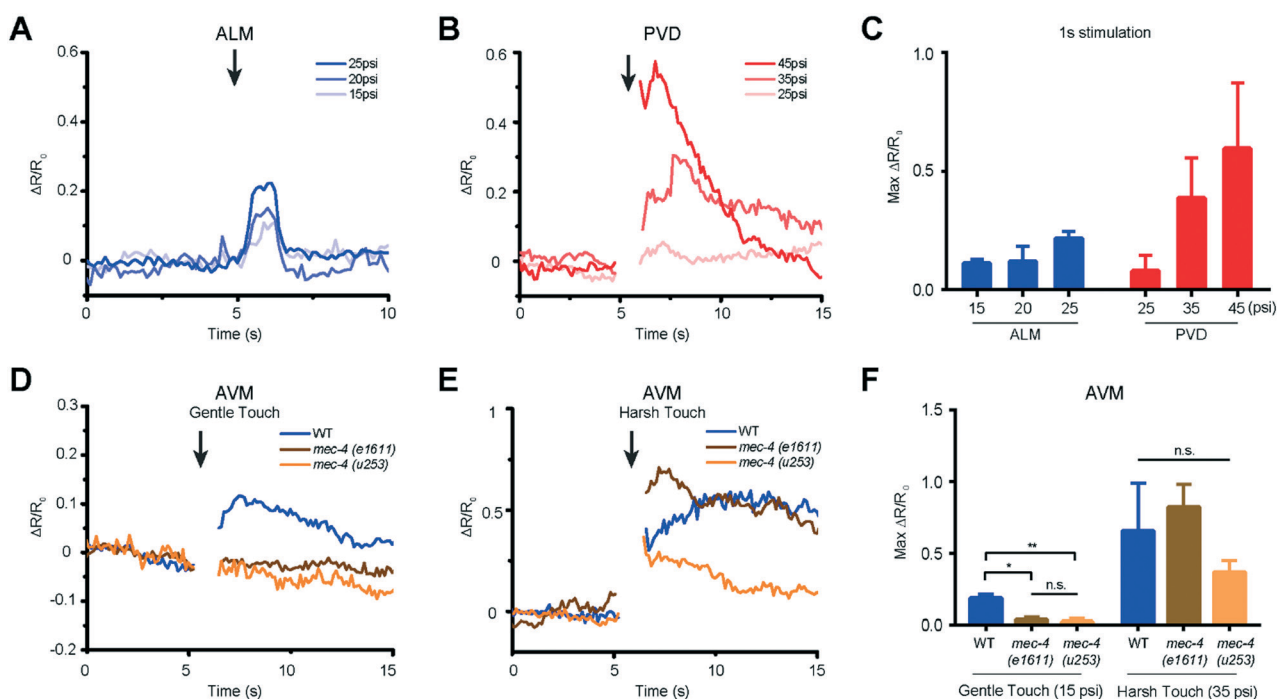 A
ALM
25psi
20psi
15psi
ΔR/R0
0.6
0.4
0.2
0
0
5
10
Time (s)
B
PVD
45psi
35psi
25psi
ΔR/R0
0.6
0.4
0.2
0
0
5
10
15
Time (s)
C
1s stimulation
Max ΔR/R0
1.0
0.5
0.0
15 20 25 25 35 45 (psi)
ALM PVD
D
AVM
Gentle Touch
WT
mec-4 (e1611)
mec-4 (u253)
ΔR/R0
0.3
0.2
0.1
0
-0.1
-0.2
0
5
10
15
Time (s)
E
AVM
Harsh Touch
WT
mec-4 (e1611)
mec-4 (u253)
ΔR/R0
1
0.5
0
0
5
10
15
Time (s)
F
AVM
Max ΔR/R0
1.5
1.0
0.5
0.0
n.s.
**
*
n.s.
WT mec-4 mec-4 WT mec-4 mec-4
(e1611) (u253) (e1611) (u253)
Gentle Touch (15 psi) Harsh Touch (35 psi)